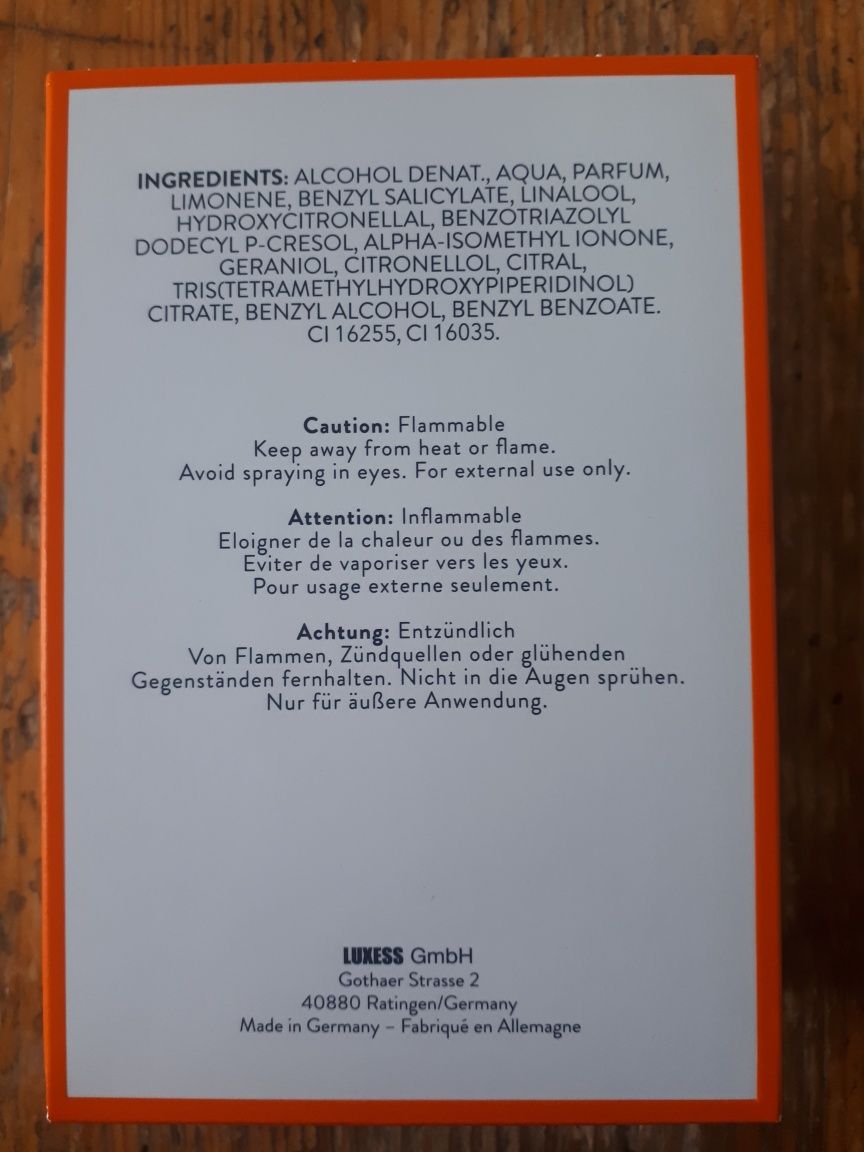 INGREDIENTS: ALCOHOL DENAT., AQUA, PARFUM,
LIMONENE, BENZYL SALICYLATE, LINALOOL,
HYDROXYCITRONELLAL, BENZOTRIAZOLYL
DODECYL P-CRESOL, ALPHA-ISOMETHYL IONONE,
GERANIOL, CITRONELLOL, CITRAL,
TRIS(TETRAMETHYLHYDROXYPIPERIDINOL)
CITRATE, BENZYL ALCOHOL, BENZYL BENZOATE.
CI 16255, CI 16035.
Caution: Flammable
Keep away from heat or flame.
Avoid spraying in eyes. For external use only.
Attention: Inflammable
Eloigner de la chaleur ou des flammes.
Eviter de vaporiser vers les yeux.
Pour usage externe seulement.
Achtung: Entzündlich
Von Flammen, Zündquellen oder glühenden
Gegenständen fernhalten. Nicht in die Augen sprühen.
Nur für äußere Anwendung.
LUXESS GmbH
Gothaer Strasse 2
40880 Ratingen/Germany
Made in Germany – Fabriqué en Allemagne